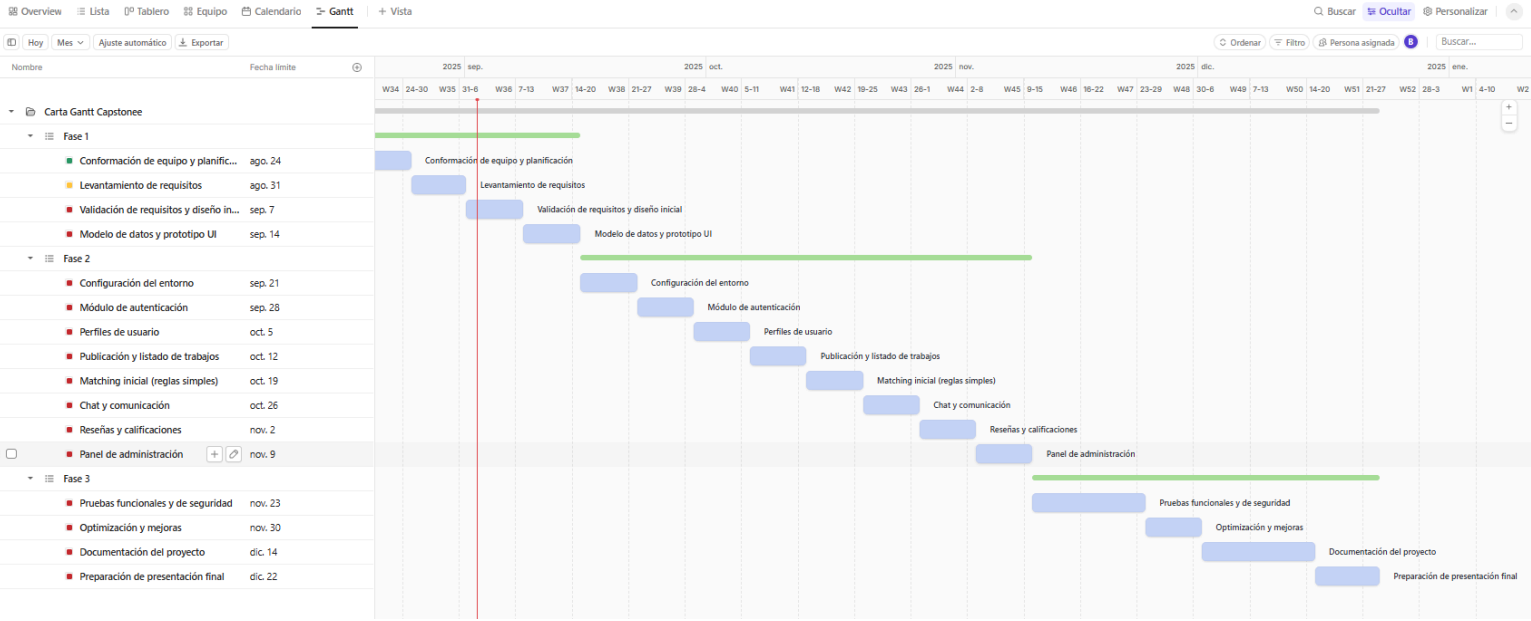 Overview Lista Tablero Equipo Calendario Gantt + Vista Buscar Ocultar Personalizar
Hoy Mes Ajuste automático Exportar Ordenar Filtro Persona asignada B Buscar...
Nombre Fecha límite 2025 sep. 2025 oct. 2025 nov. 2025 dic. 2025 ene.
W34 24-30 W35 31-6 W36 7-13 W37 14-20 W38 21-27 W39 28-4 W40 5-11 W41 12-18 W42 19-25 W43 26-1 W44 2-8 W45 9-15 W46 16-22 W47 23-29 W48 30-6 W49 7-13 W50 14-20 W51 21-27 W52 28-3 W1 4-10 W2
Carta Gantt Capstonee
Fase 1
Conformación de equipo y planific... ago. 24 Conformación de equipo y planificación
Levantamiento de requisitos ago. 31 Levantamiento de requisitos
Validación de requisitos y diseño in... sep. 7 Validación de requisitos y diseño inicial
Modelo de datos y prototipo UI sep. 14 Modelo de datos y prototipo UI
Fase 2
Configuración del entorno sep. 21 Configuración del entorno
Módulo de autenticación sep. 28 Módulo de autenticación
Perfiles de usuario oct. 5 Perfiles de usuario
Publicación y listado de trabajos oct. 12 Publicación y listado de trabajos
Matching inicial (reglas simples) oct. 19 Matching inicial (reglas simples)
Chat y comunicación oct. 26 Chat y comunicación
Reseñas y calificaciones nov. 2 Reseñas y calificaciones
Panel de administración nov. 9 Panel de administración
Fase 3
Pruebas funcionales y de seguridad nov. 23 Pruebas funcionales y de seguridad
Optimización y mejoras nov. 30 Optimización y mejoras
Documentación del proyecto dic. 14 Documentación del proyecto
Preparación de presentación final dic. 22 Preparación de presentación final